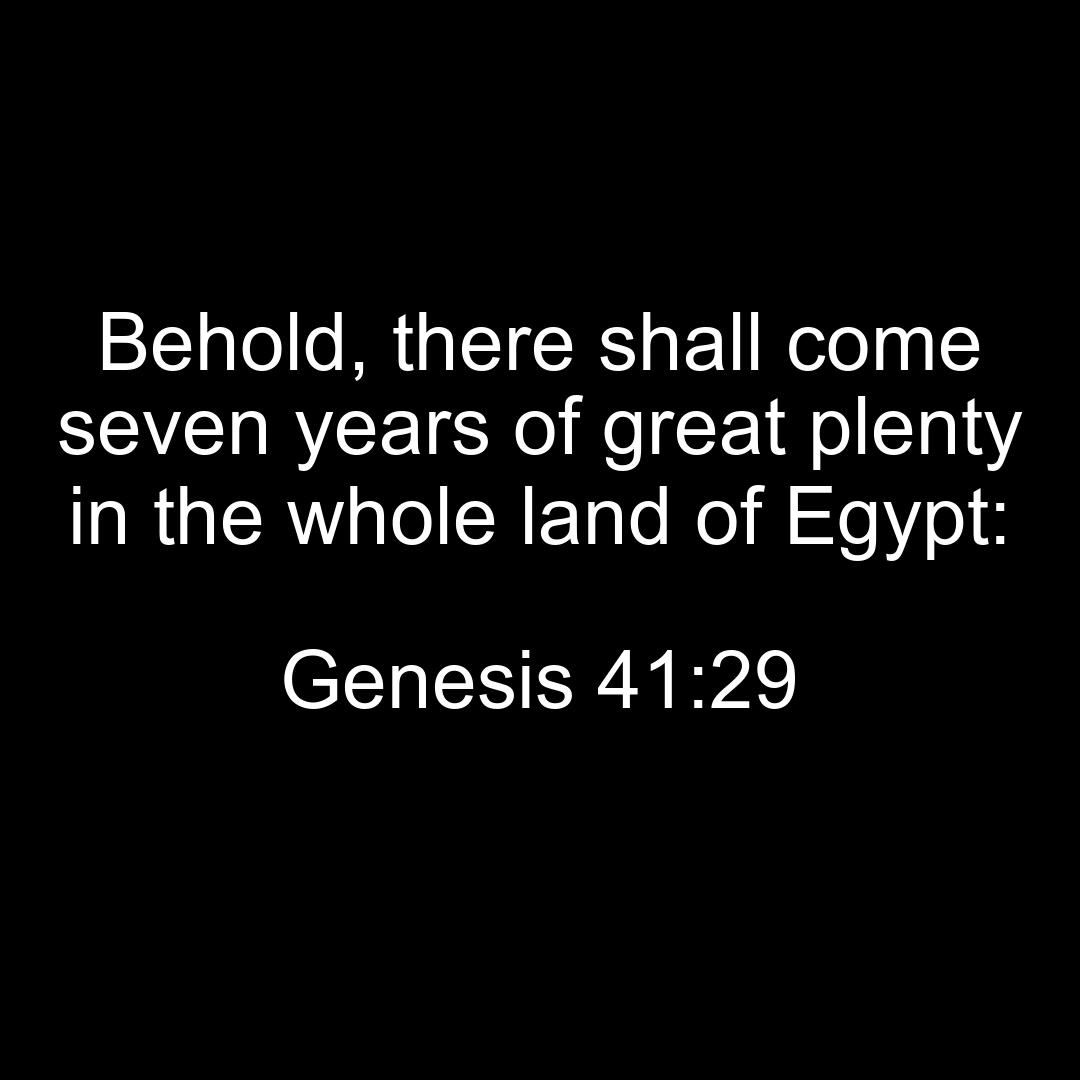 Behold, there shall come
seven years of great plenty
in the whole land of Egypt:
Genesis 41:29